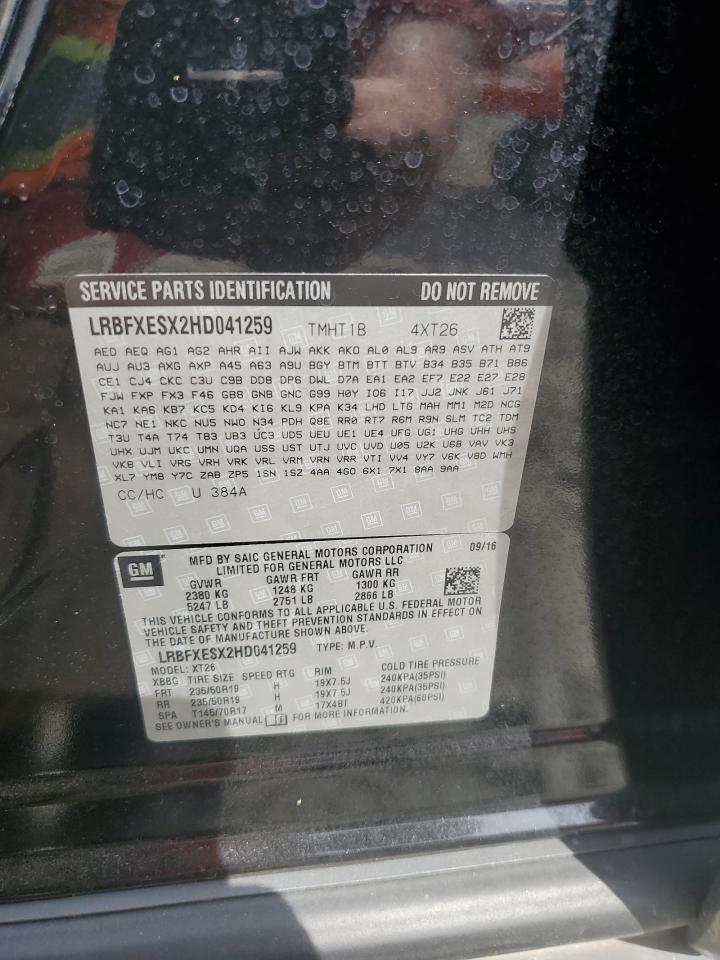 SERVICE PARTS IDENTIFICATION DO NOT REMOVE
LRBFXESX2HD041259 TMHT1B 4XT26
AED AEQ AG1 AG2 AHR AII AJW AKK AKO AL0 AL9 AR9 ASV ATH AT9
AUJ AU3 AXG AXP A45 A63 A9U BGY BTM BTT BTV B34 B35 B71 B86
CE1 CJ4 CKC C3U C9B DD8 DP6 DWL D7A EA1 EA2 EF7 E22 E27 E28
FJW FXP FX3 F46 GB8 GNB GNC G99 H0Y IO6 I17 JJ2 JNK J61 J71
KA1 KA6 KB7 KC5 KD4 KI6 KL9 KPA K34 LHD LTG MAH MM1 M2D NCG
NC7 NE1 NKC NU5 NWO N34 PDH Q8E RR0 RT7 R6M R9N SLM TC2 TDM
T3U T4A T74 T83 UB3 UC3 UD5 UEU UE1 UE4 UFG UG1 UHG UHH UHS
UHX UJM UKC UMN UQA USS UST UTJ UVC UVD U05 U2K U68 VAV VK3
VKB VLI VRG VRH VRK VRL VRM VRN VRR VTI VV4 VY7 V6K V8D WMH
XL7 YMB Y7C ZAB ZP5 1SN 1SZ 4AA 4G0 6X1 7X1 8AA 9AA
CC/HC U 384A
GM MFD BY SAIC GENERAL MOTORS CORPORATION 09/16
LIMITED FOR GENERAL MOTORS LLC
GVWR GAWR FRT GAWR RR
2380 KG 1248 KG 1300 KG
5247 LB 2751 LB 2866 LB
THIS VEHICLE CONFORMS TO ALL APPLICABLE U.S. FEDERAL MOTOR
VEHICLE SAFETY AND THEFT PREVENTION STANDARDS IN EFFECT ON
THE DATE OF MANUFACTURE SHOWN ABOVE.
LRBFXESX2HD041259 TYPE: M.P.V.
MODEL: XT26
XBBG TIRE SIZE SPEED RTG RIM COLD TIRE PRESSURE
FRT 235/50R19 H 19X7.5J 240KPA(35PSI)
RR 235/50R19 H 19X7.5J 240KPA(35PSI)
SPA T145/70R17 M 17X4BT 420KPA(60PSI)
SEE OWNER'S MANUAL FOR MORE INFORMATION.